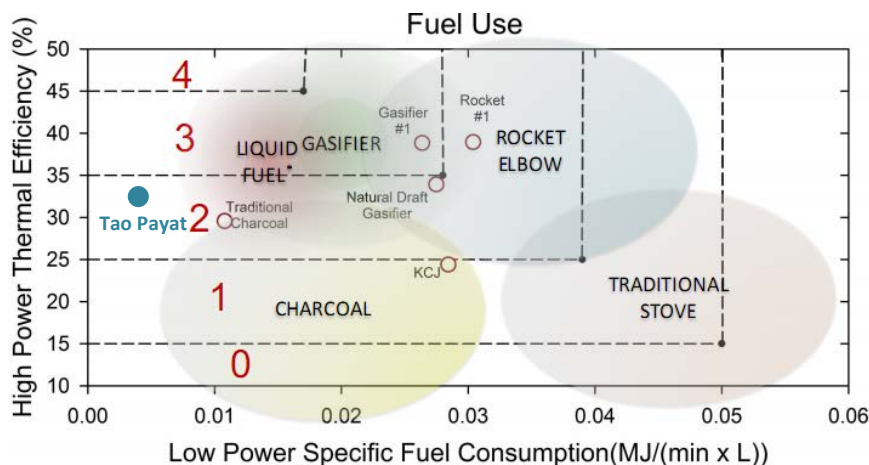 Fuel Use
High Power Thermal Efficiency (%)
50
45
40
35
30
25
20
15
10
4
3
2
1
0
Gasifier
#1
Rocket
#1
LIQUID
FUEL
GASIFIER
ROCKET
ELBOW
Natural Draft
Gasifier
Tao Payat
Traditional
Charcoal
KCJ
CHARCOAL
TRADITIONAL
STOVE
0.00 0.01 0.02 0.03 0.04 0.05 0.06
Low Power Specific Fuel Consumption(MJ/(min x L))